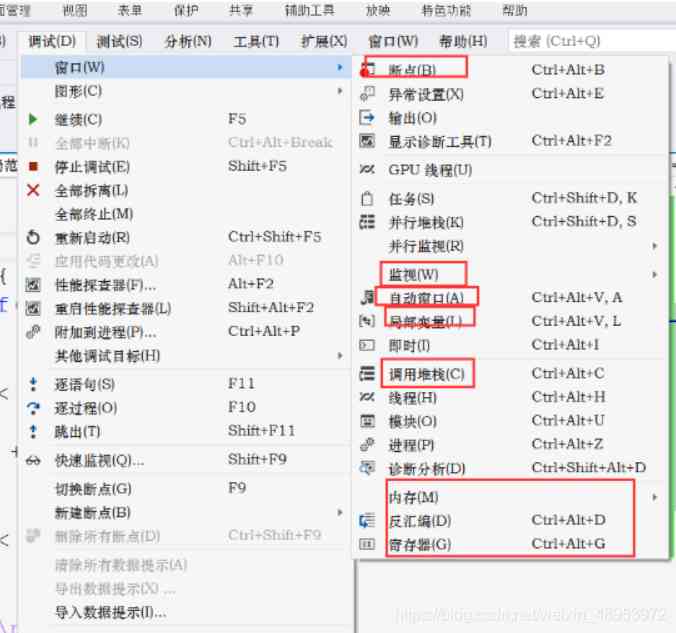 面管理 视图 表单 保护 共享 辅助工具 放映 特色功能 帮助
调试(D) 测试(S) 分析(N) 工具(T) 扩展(X) 窗口(W) 帮助(H) 搜索 (Ctrl+Q)
窗口(W)
图形(C)
继续(C) F5
全部中断(K) Ctrl+Alt+Break
停止调试(E) Shift+F5
全部拆离(L)
全部终止(M)
重新启动(R) Ctrl+Shift+F5
应用代码更改(A) Alt+F10
性能探查器(F)... Alt+F2
重启性能探查器(L) Shift+Alt+F2
附加到进程(P)... Ctrl+Alt+P
其他调试目标(H)
逐语句(S) F11
逐过程(O) F10
跳出(T) Shift+F11
快速监视(Q)... Shift+F9
切换断点(G) F9
新建断点(B)
删除所有断点(D) Ctrl+Shift+F9
清除所有数据提示(A)
导出数据提示(X) ...
导入数据提示(I)...
断点(B) Ctrl+Alt+B
异常设置(X) Ctrl+Alt+E
输出(O)
显示诊断工具(T) Ctrl+Alt+F2
GPU 线程(U)
任务(S) Ctrl+Shift+D, K
并行堆栈(K) Ctrl+Shift+D, S
并行监视(R)
监视(W)
自动窗口(A) Ctrl+Alt+V, A
局部变量(L) Ctrl+Alt+V, L
即时(I) Ctrl+Alt+I
调用堆栈(C) Ctrl+Alt+C
线程(H) Ctrl+Alt+H
模块(O) Ctrl+Alt+U
进程(P) Ctrl+Alt+Z
诊断分析(D) Ctrl+Shift+Alt+D
内存(M)
反汇编(D) Ctrl+Alt+D
寄存器(G) Ctrl+Alt+G
https://blog.csdn.net/weixin_48953972